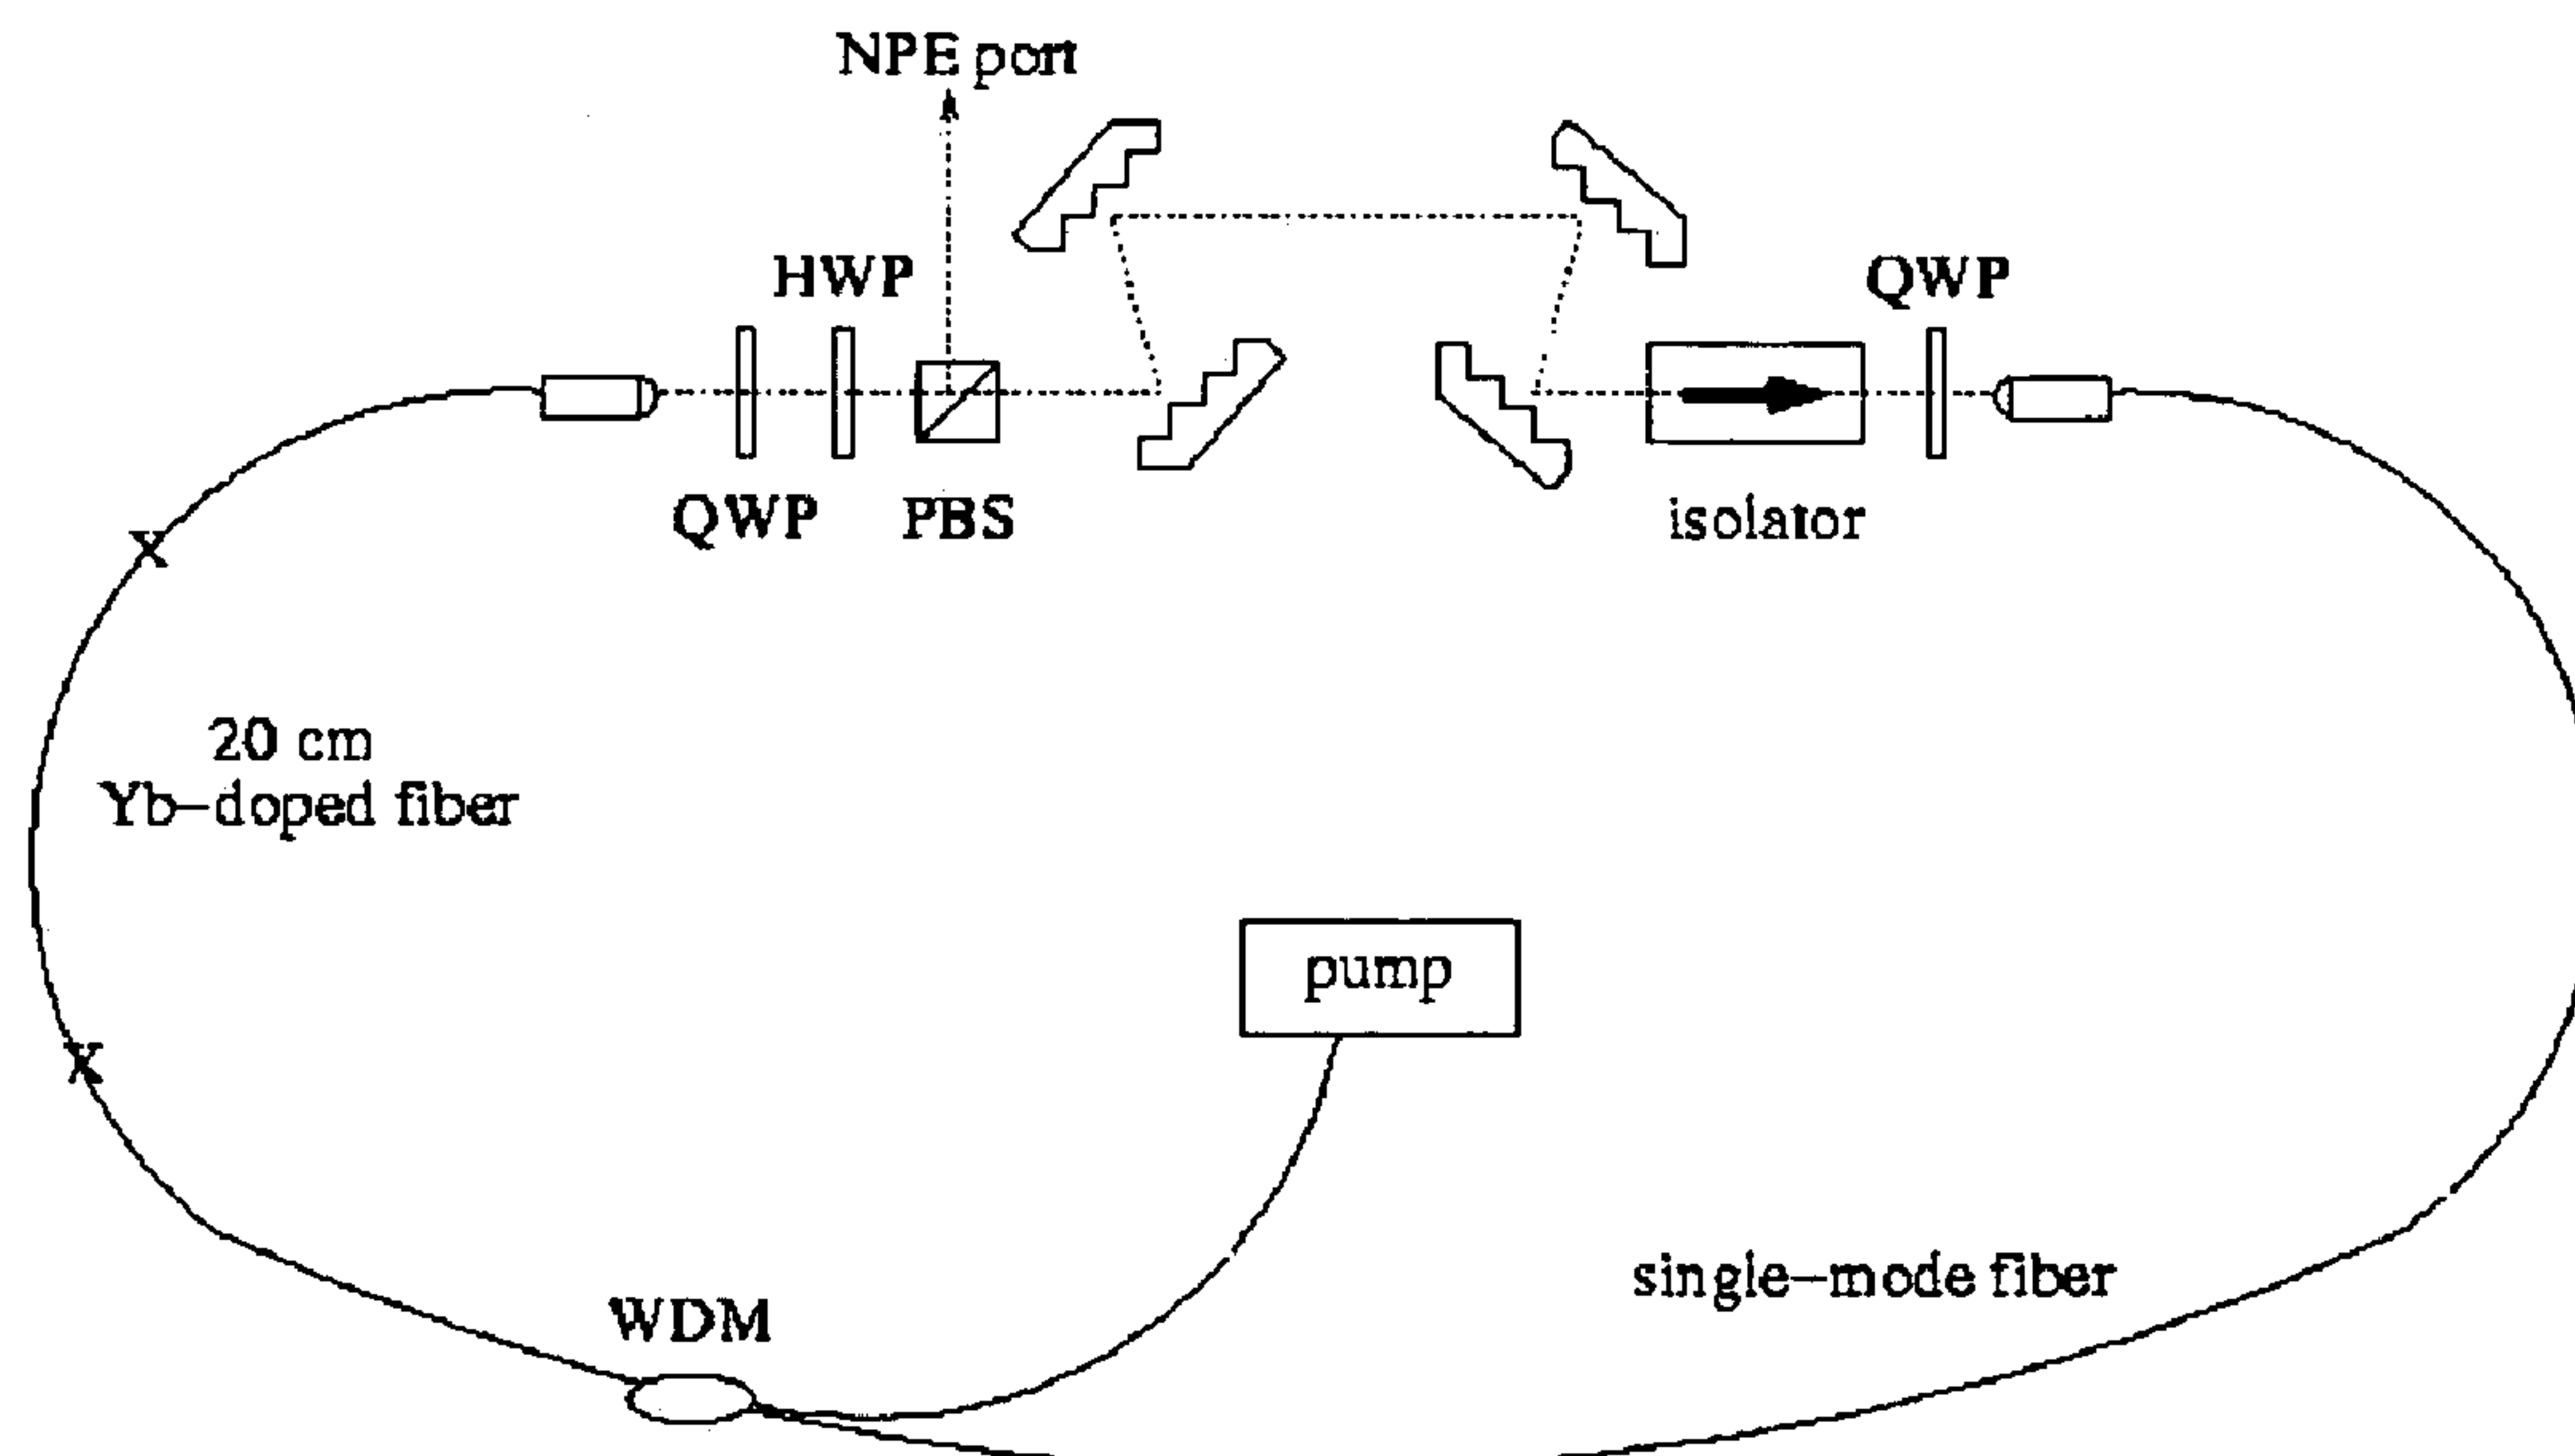 NPE port
HWP
QWP
QWP
PBS
isolator
X
20 cm
Yb-doped fiber
pump
X
single-mode fiber
WDM